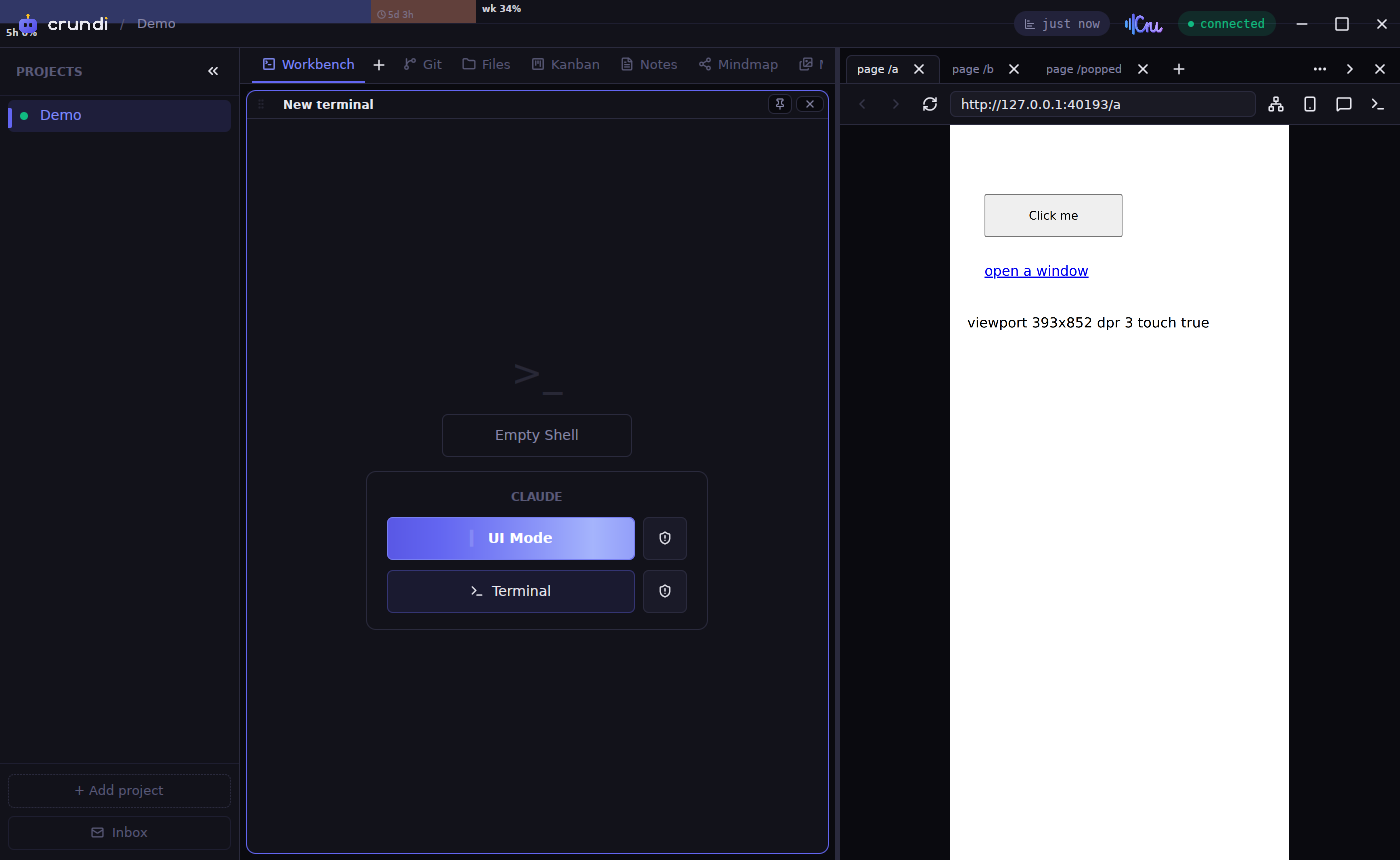 5d 3h
wk 34%
crundi / Demo
just now
Cru
connected
PROJECTS
Demo
+ Add project
Inbox
Workbench
Git
Files
Kanban
Notes
Mindmap
New terminal
>_
Empty Shell
CLAUDE
UI Mode
Terminal
page /a
page /b
page /popped
http://127.0.0.1:40193/a
Click me
open a window
viewport 393x852 dpr 3 touch true